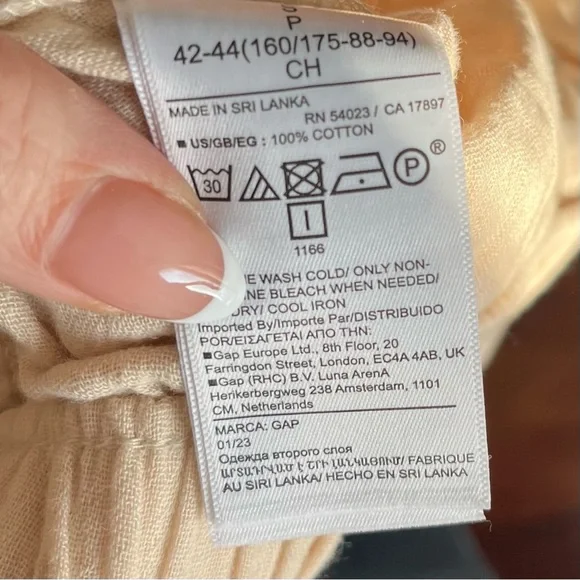 P
42-44(160/175-88-94)
CH
MADE IN SRI LANKA
RN 54023 / CA 17897
■ US/GB/EG : 100% COTTON
30
P ®
I
1166
WASH COLD/ ONLY NON-
BLEACH WHEN NEEDED/
DRY/ COOL IRON
Imported By/Importe Par/DISTRIBUIDO
POR/ΕΙΣΑΓΕΤΑΙ ΑΠΟ ΤΗΝ:
■Gap Europe Ltd., 8th Floor, 20
Farringdon Street, London, EC4A 4AB, UK
■Gap (RHC) B.V. Luna ArenA
Herikerbergweg 238 Amsterdam, 1101
CM, Netherlands
MARCA: GAP
01/23
Одежда второго слоя
ԱՐՏԱԴՐՎԱԾ Է ՇՐԻ ԼԱՆԿԱՅՈՒՄ/ FABRIQUE
AU SIRI LANKA/ HECHO EN SRI LANKA